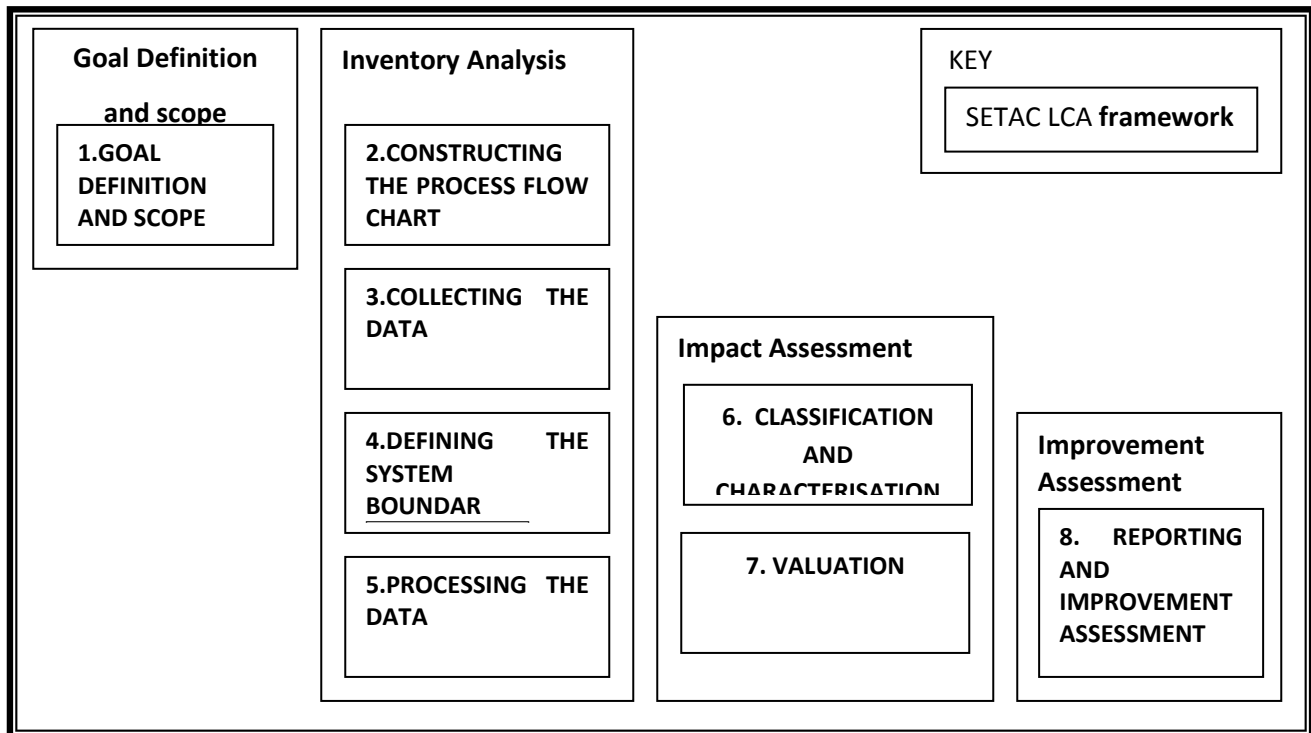 Goal Definition
and scope
1.GOAL
DEFINITION
AND SCOPE
Inventory Analysis
2.CONSTRUCTING
THE PROCESS FLOW
CHART
3.COLLECTING THE
DATA
4.DEFINING THE
SYSTEM
BOUNDAR
5.PROCESSING THE
DATA
Impact Assessment
6. CLASSIFICATION
AND
CHARACTERISATION
7. VALUATION
KEY
SETAC LCA framework
Improvement
Assessment
8. REPORTING
AND
IMPROVEMENT
ASSESSMENT